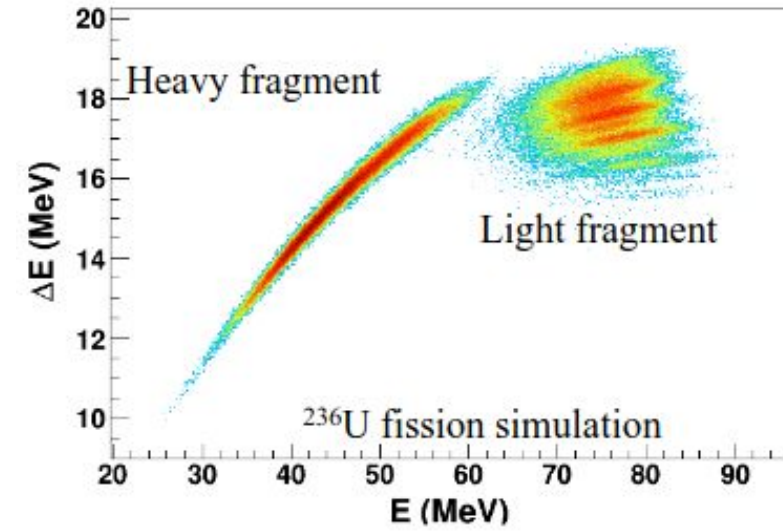 20
18
16
14
12
10
ΔE (MeV)
Heavy fragment
Light fragment
²³⁶U fission simulation
20 30 40 50 60 70 80 90
E (MeV)